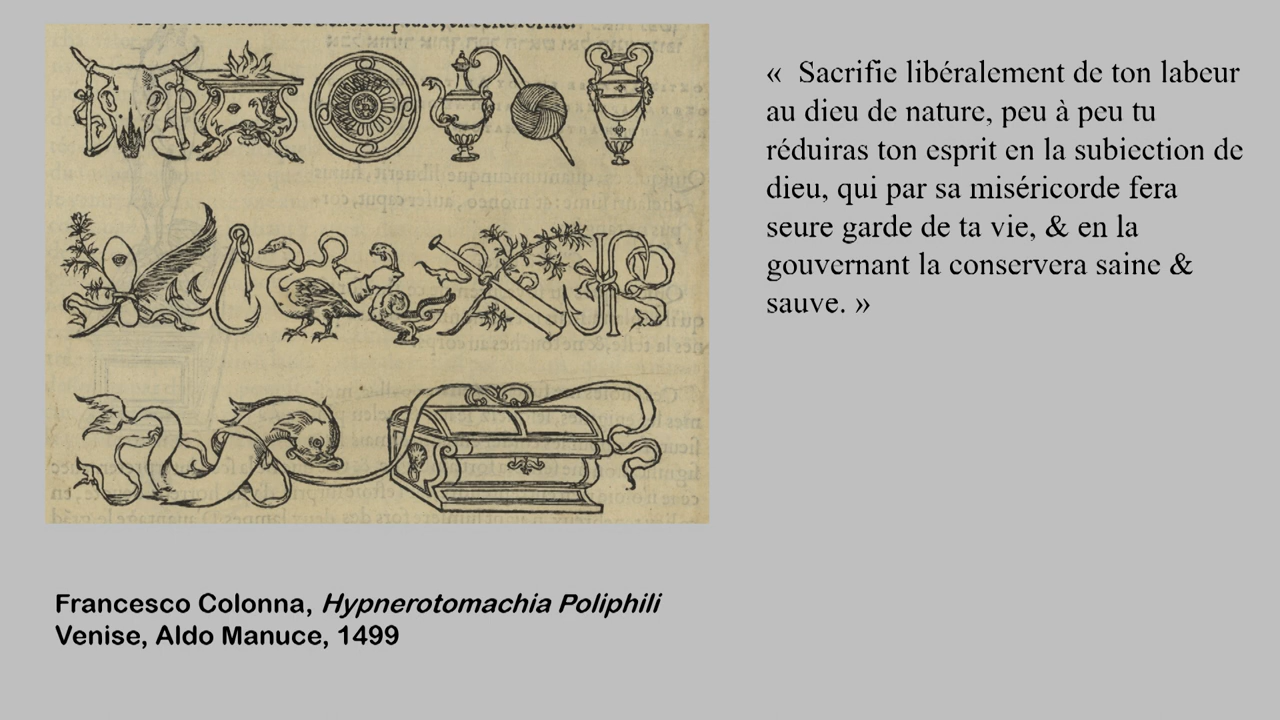 « Sacrifie libéralement de ton labeur
au dieu de nature, peu à peu tu
réduiras ton esprit en la subiection de
dieu, qui par sa miséricorde fera
seure garde de ta vie, & en la
gouvernant la conservera saine &
sauve. »
Francesco Colonna, Hypnerotomachia Poliphili
Venise, Aldo Manuce, 1499